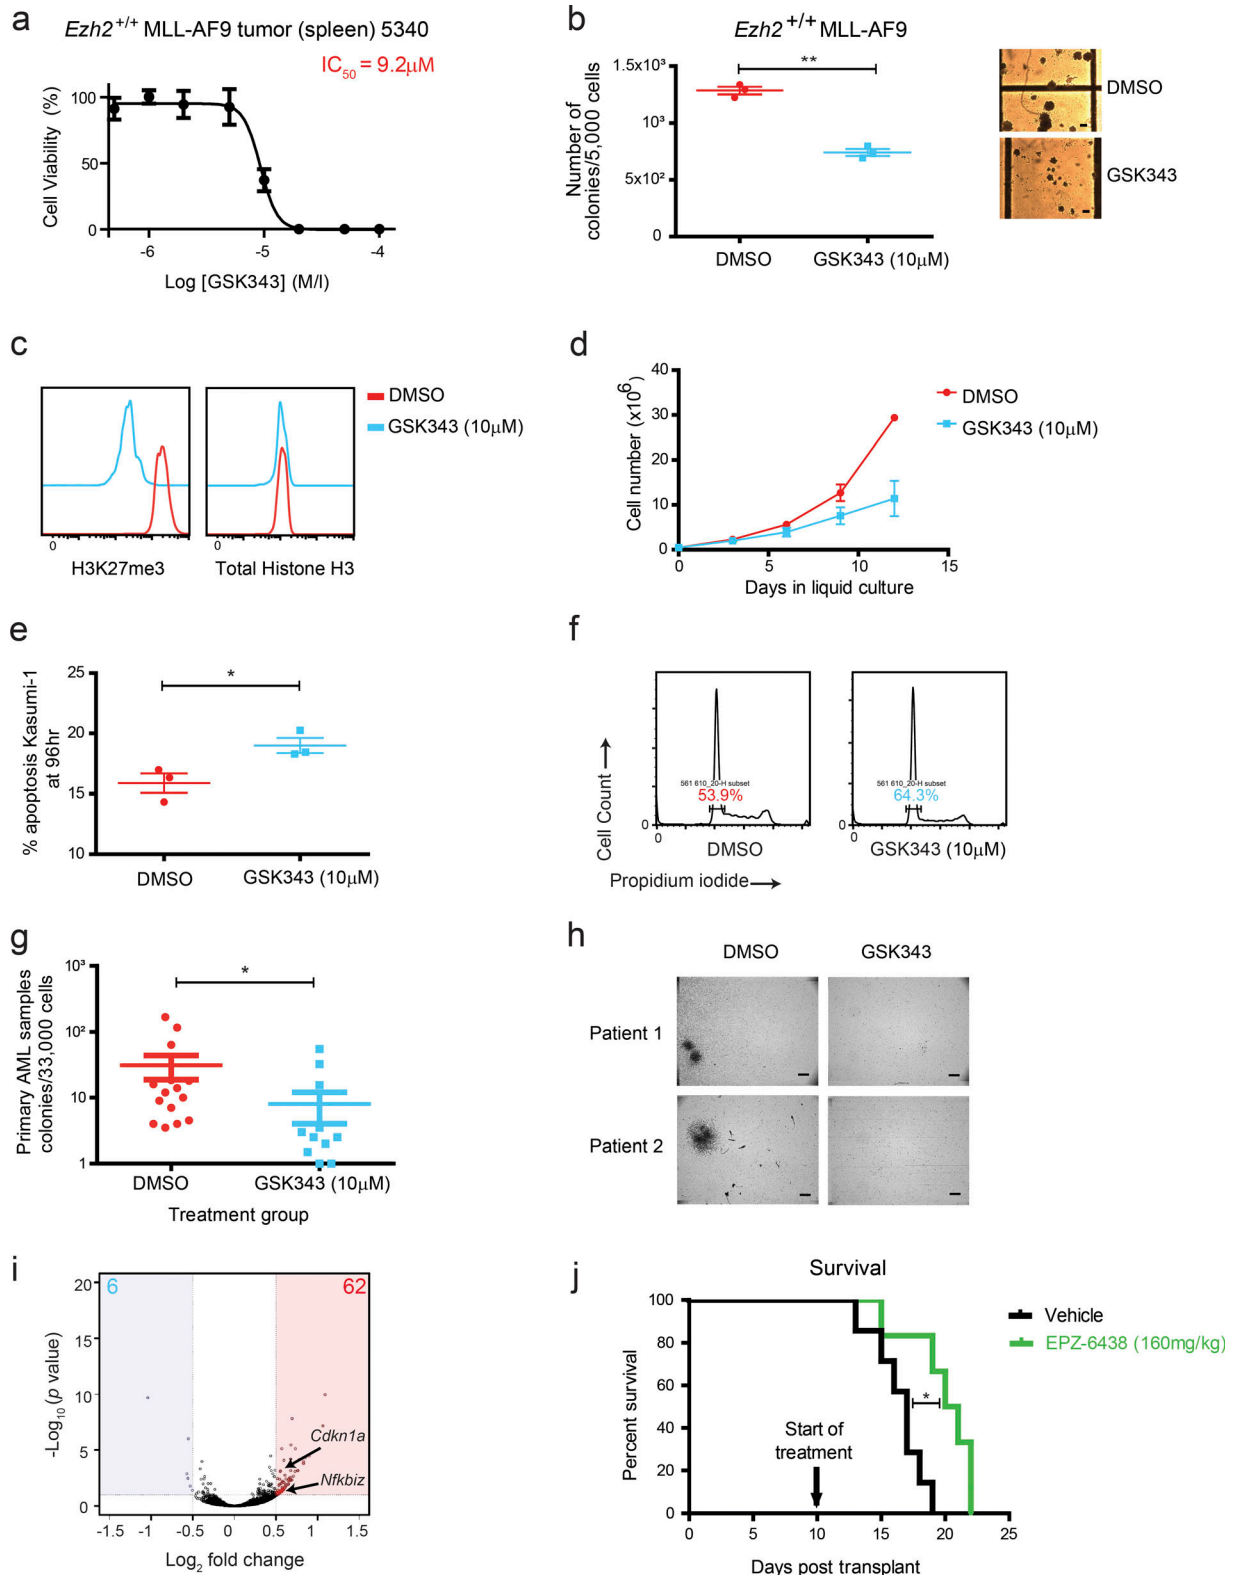 a
Ezh2+/+ MLL-AF9 tumor (spleen) 5340
IC50 = 9.2µM
Cell Viability (%)
100
50
0
-6
-5
-4
Log [GSK343] (M/l)
b
Ezh2+/+ MLL-AF9
**
Number of
colonies/5,000 cells
1.5x10³
10³
5x10²
0
DMSO
GSK343 (10µM)
DMSO
GSK343
c
DMSO
GSK343 (10µM)
0
0
H3K27me3
Total Histone H3
d
Cell number (x10⁶)
40
30
20
10
0
0
5
10
15
Days in liquid culture
DMSO
GSK343 (10µM)
e
% apoptosis Kasumi-1
at 96hr
25
20
15
10
*
DMSO
GSK343 (10µM)
f
Cell Count
561 610_20-H subset
53.9%
0
0
DMSO
561 610_20-H subset
64.3%
0
0
GSK343 (10µM)
Propidium iodide
g
Primary AML samples
colonies/33,000 cells
10³
10²
10
1
*
DMSO
GSK343 (10µM)
Treatment group
h
DMSO
GSK343
Patient 1
Patient 2
i
-Log10 (p value)
20
15
10
5
0
6
62
Cdkn1a
Nfkbiz
-1.5
-1
-0.5
0
0.5
1
1.5
Log2 fold change
j
Survival
Percent survival
100
80
60
40
20
0
Start of
treatment
*
Vehicle
EPZ-6438 (160mg/kg)
0
5
10
15
20
25
Days post transplant